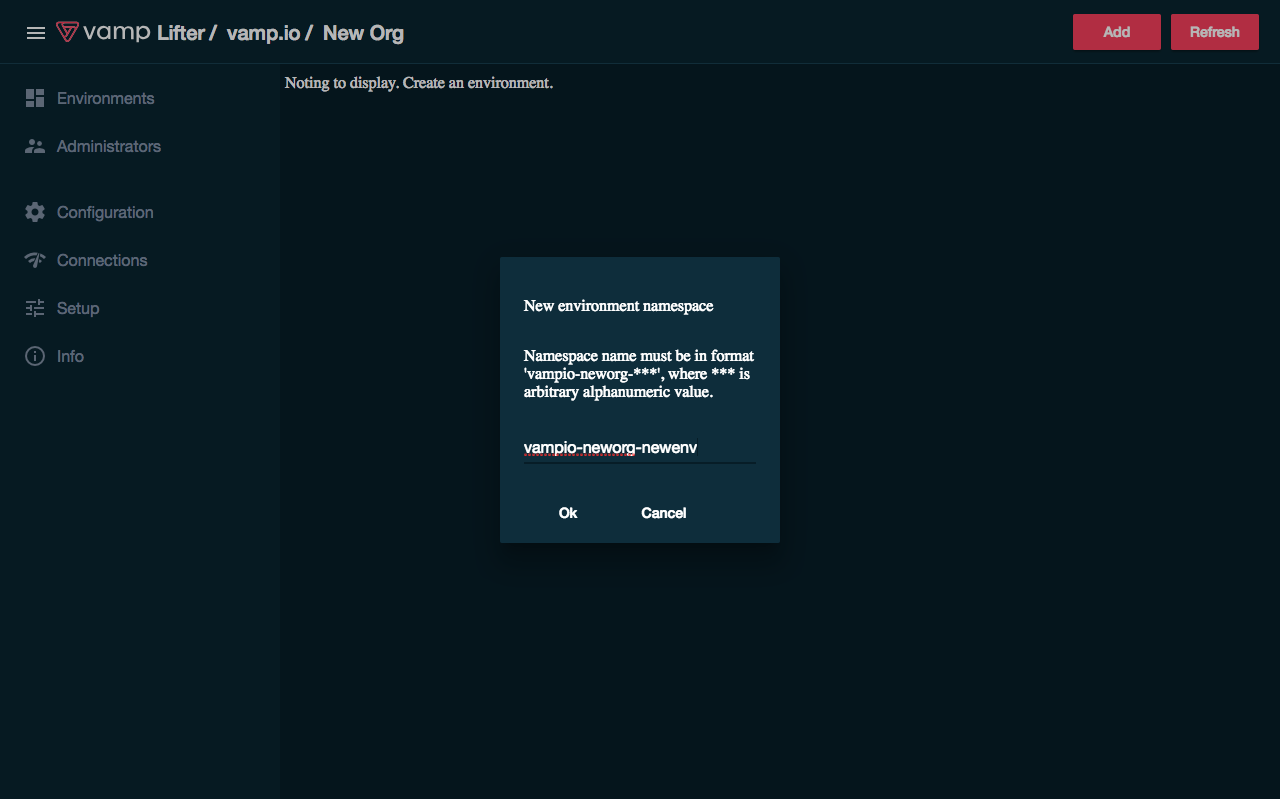 vamp Lifter / vamp.io / New Org
Add
Refresh
Environments
Administrators
Configuration
Connections
Setup
Info
Noting to display. Create an environment.
New environment namespace
Namespace name must be in format
'vampio-neworg-***', where *** is
arbitrary alphanumeric value.
vampio-neworg-newenv
Ok
Cancel